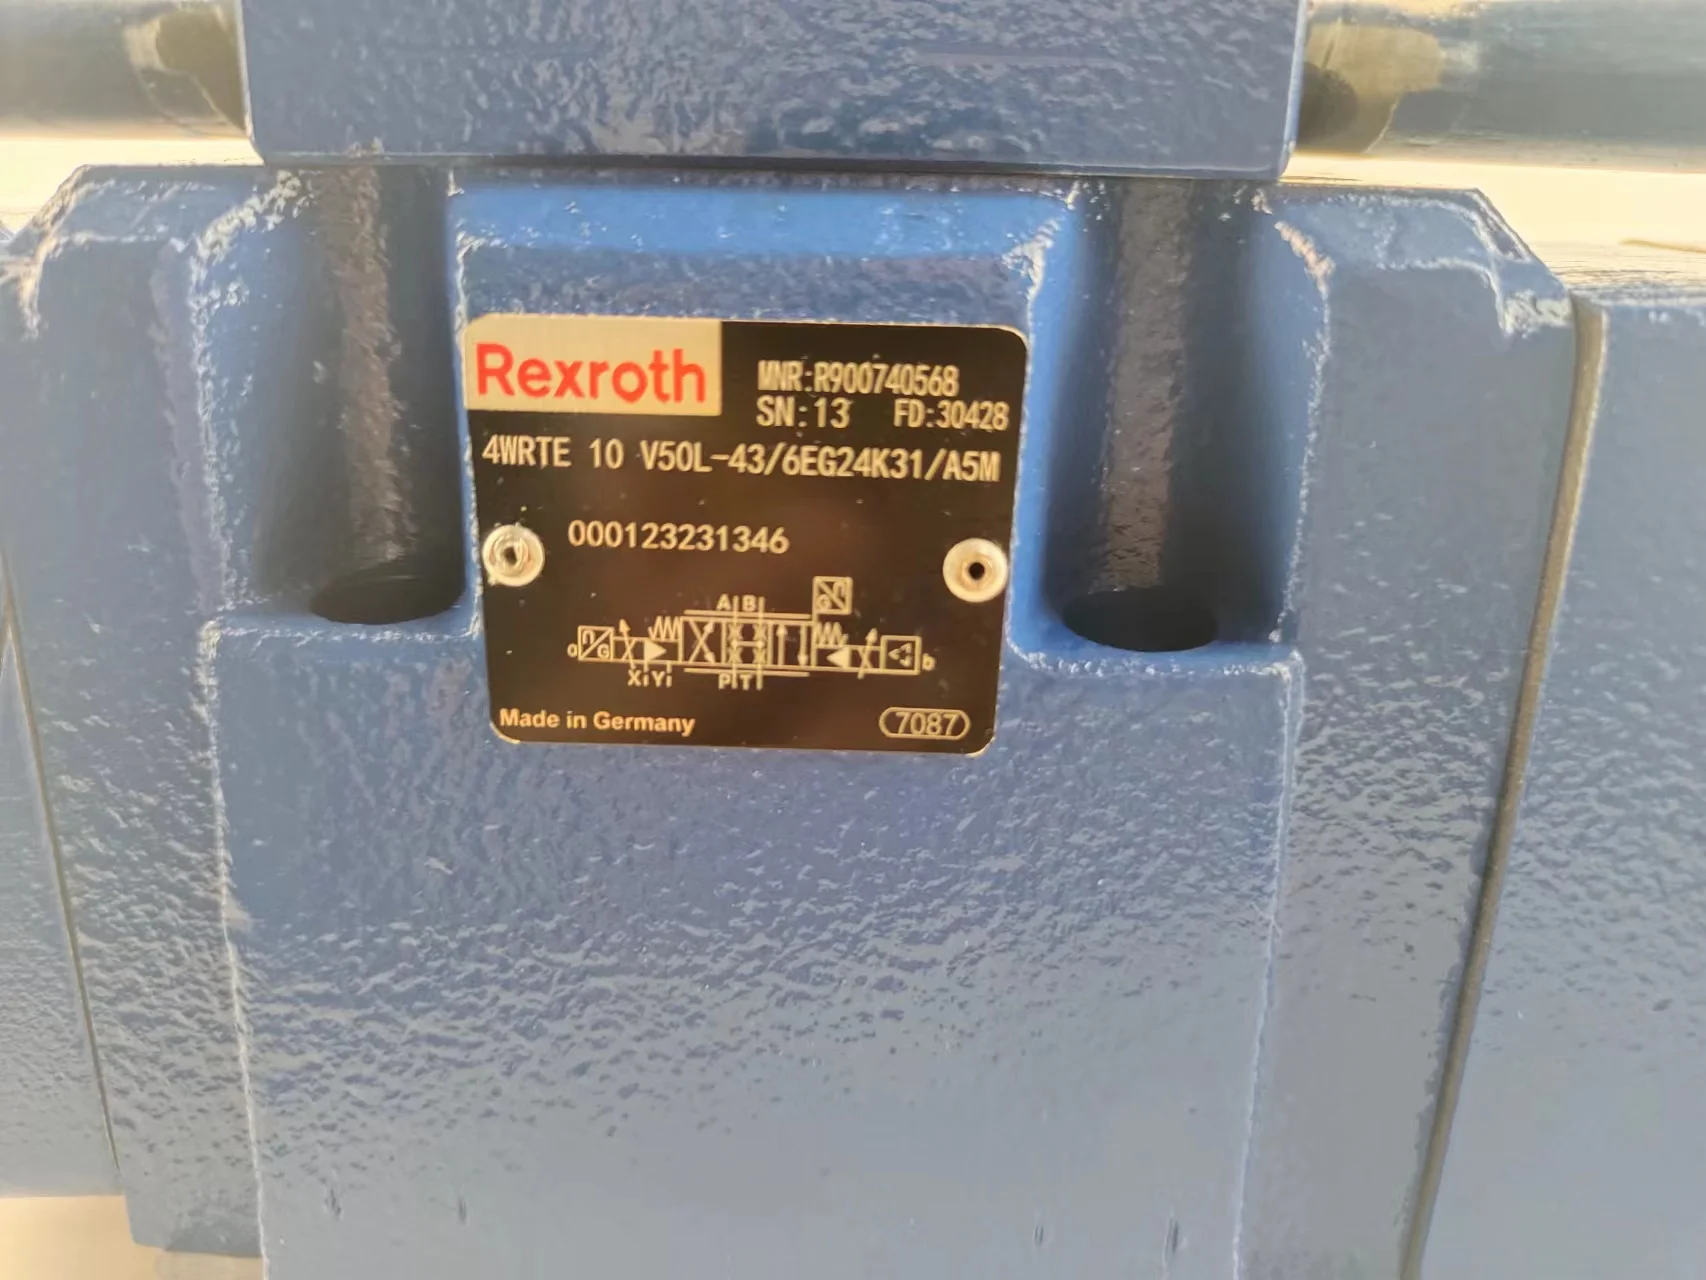 Rexroth
MNR:R900740568
SN:13 FD:30428
4WRTE 10 V50L-43/6EG24K31/A5M
000123231346
A B
G
G
b
X Y P T
Made in Germany
7087